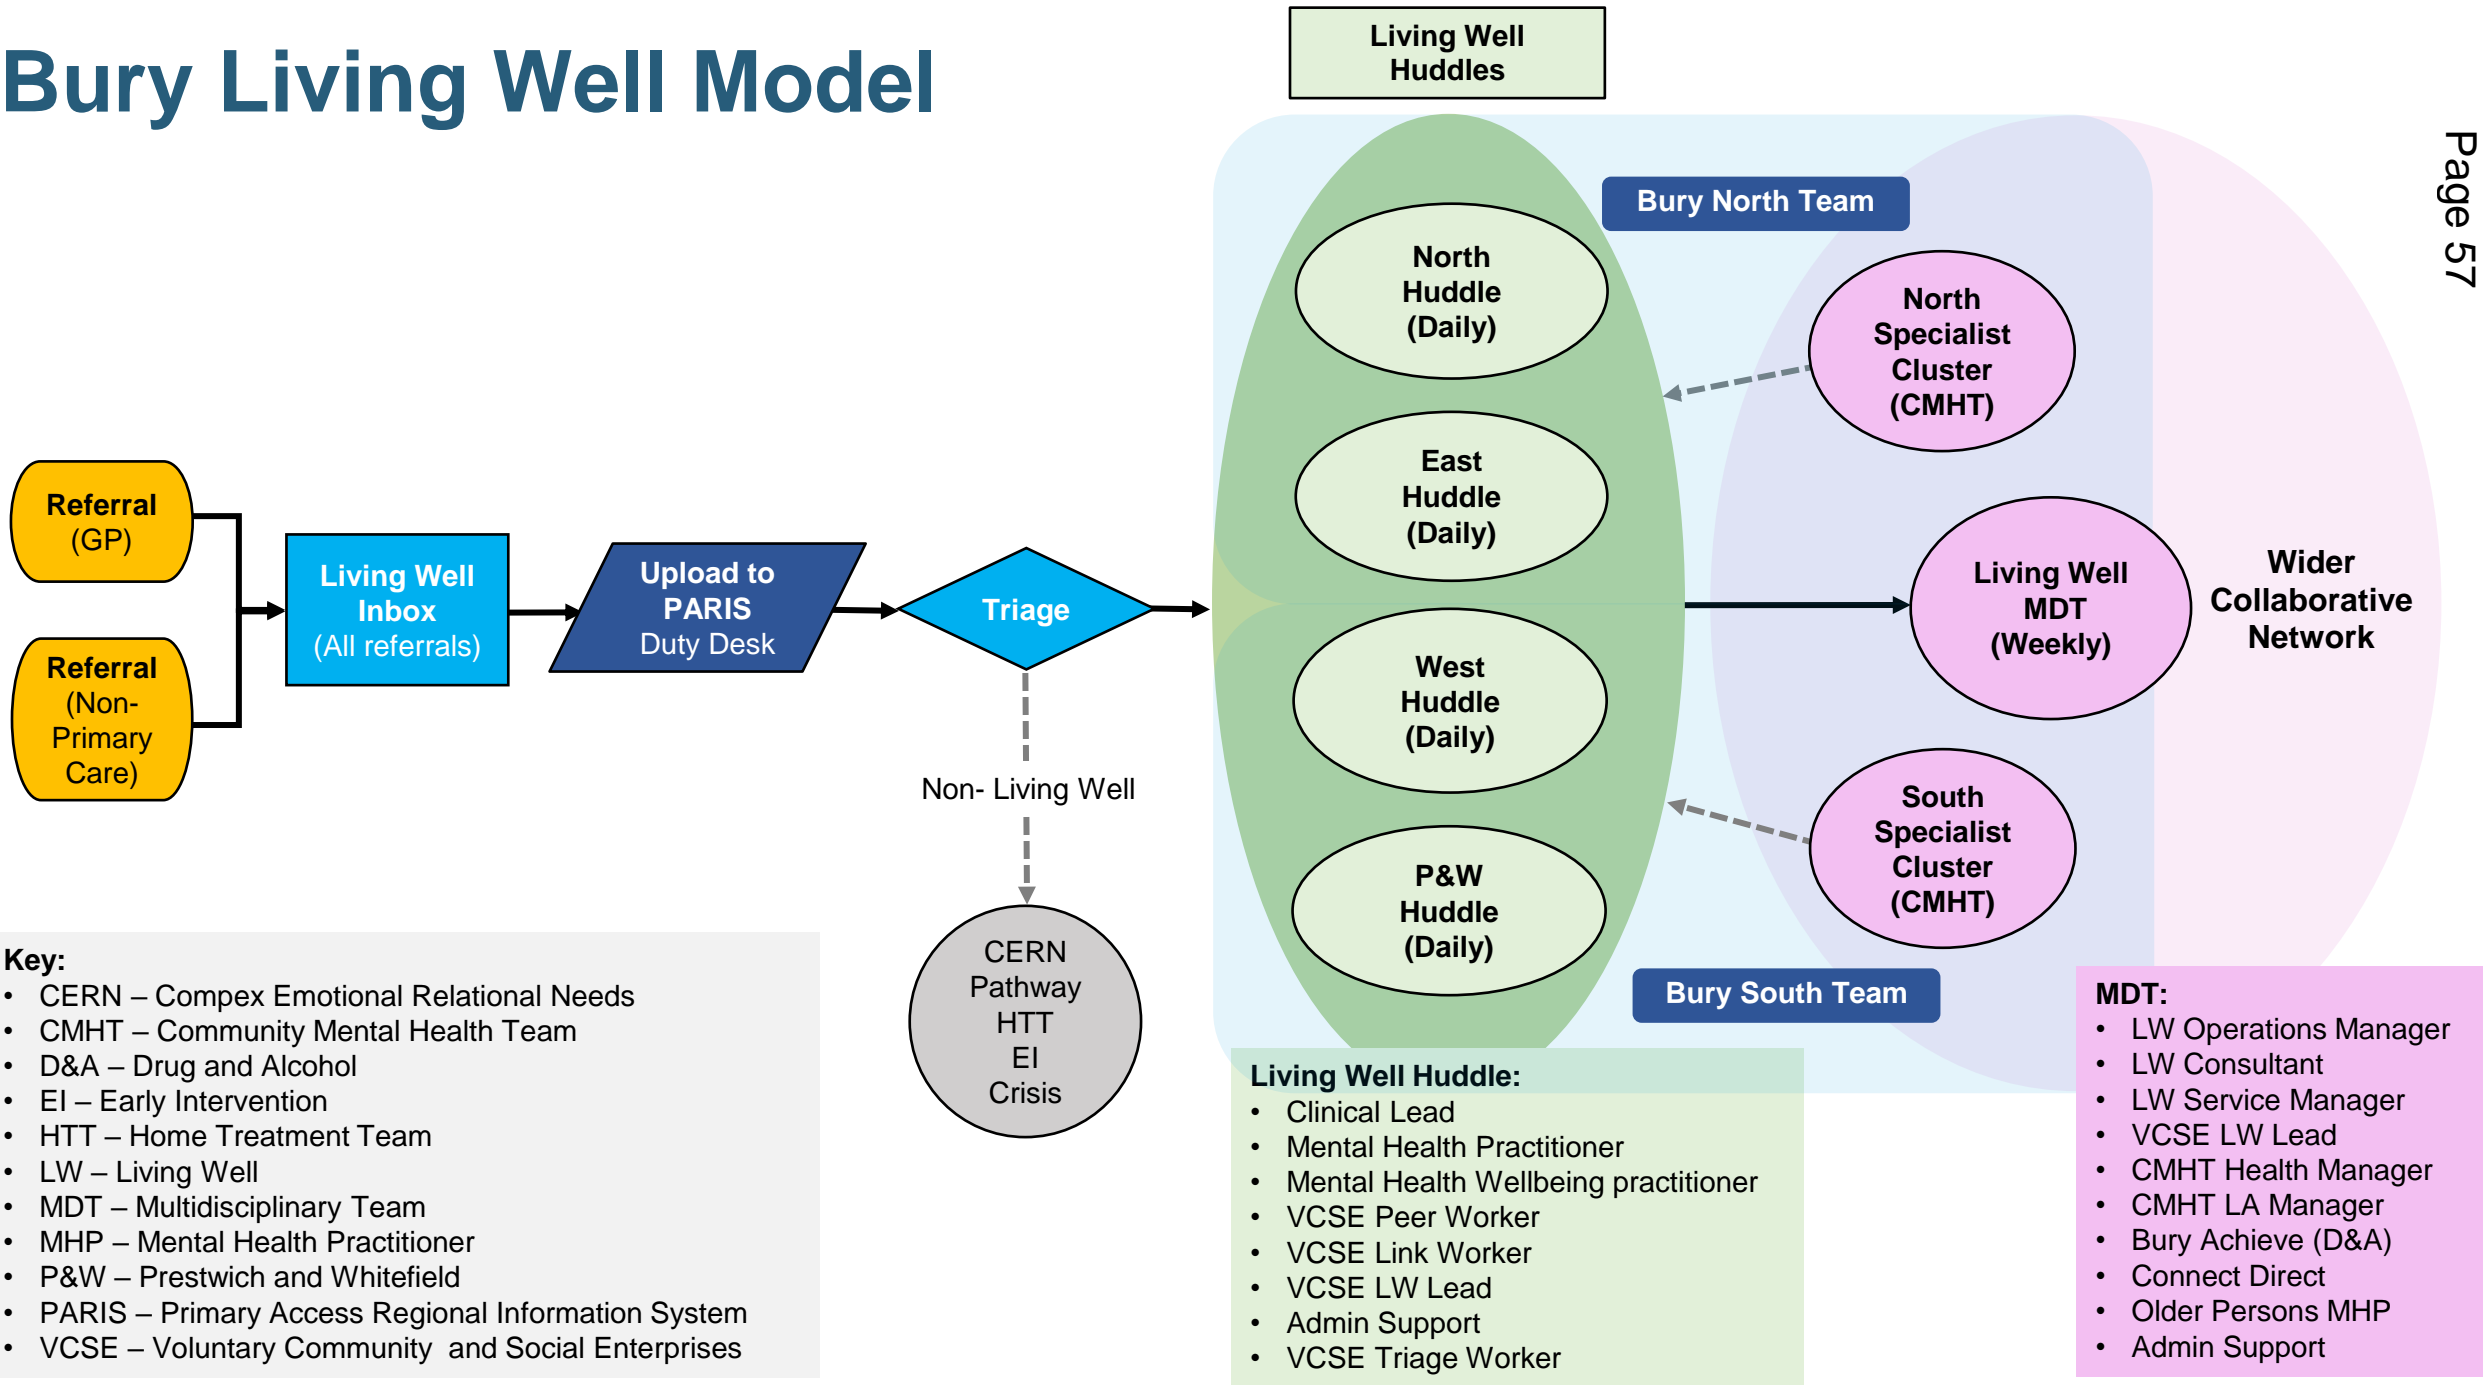 Bury Living Well Model
Living Well
Huddles
Page 57
Bury North Team
North
Huddle
(Daily)
North
Specialist
Cluster
(CMHT)
East
Huddle
(Daily)
Referral
(GP)
Living Well
Inbox
(All referrals)
Upload to
PARIS
Duty Desk
Triage
Living Well
MDT
(Weekly)
Wider
Collaborative
Network
Referral
(Non-
Primary
Care)
West
Huddle
(Daily)
Non- Living Well
South
Specialist
Cluster
(CMHT)
P&W
Huddle
(Daily)
Bury South Team
CERN
Pathway
HTT
EI
Crisis
Key:
• CERN – Compex Emotional Relational Needs
• CMHT – Community Mental Health Team
• D&A – Drug and Alcohol
• EI – Early Intervention
• HTT – Home Treatment Team
• LW – Living Well
• MDT – Multidisciplinary Team
• MHP – Mental Health Practitioner
• P&W – Prestwich and Whitefield
• PARIS – Primary Access Regional Information System
• VCSE – Voluntary Community  and Social Enterprises
Living Well Huddle:
• Clinical Lead
• Mental Health Practitioner
• Mental Health Wellbeing practitioner
• VCSE Peer Worker
• VCSE Link Worker
• VCSE LW Lead
• Admin Support
• VCSE Triage Worker
MDT:
• LW Operations Manager
• LW Consultant
• LW Service Manager
• VCSE LW Lead
• CMHT Health Manager
• CMHT LA Manager
• Bury Achieve (D&A)
• Connect Direct
• Older Persons MHP
• Admin Support